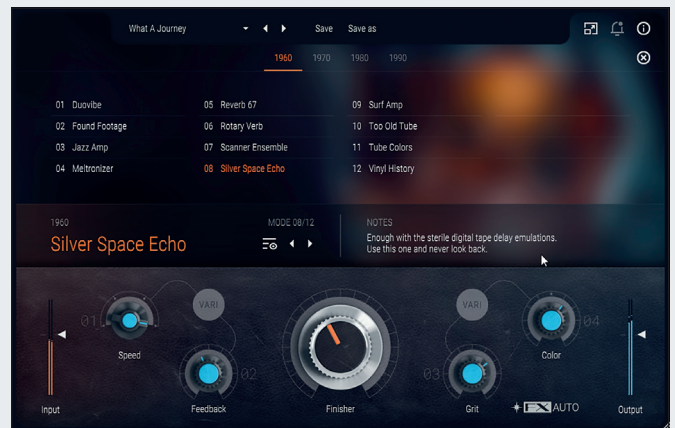 What A Journey Save Save as
1960 1970 1980 1990
01 Duovibe 05 Reverb 67 09 Surf Amp
02 Found Footage 06 Rotary Verb 10 Too Old Tube
03 Jazz Amp 07 Scanner Ensemble 11 Tube Colors
04 Meltronizer 08 Silver Space Echo 12 Vinyl History
1960 MODE 08/12 NOTES
Silver Space Echo
Enough with the sterile digital tape delay emulations.
Use this one and never look back.
VARI VARI
01 04
Speed Color
02 03
Input Feedback Finisher Grit FX AUTO Output